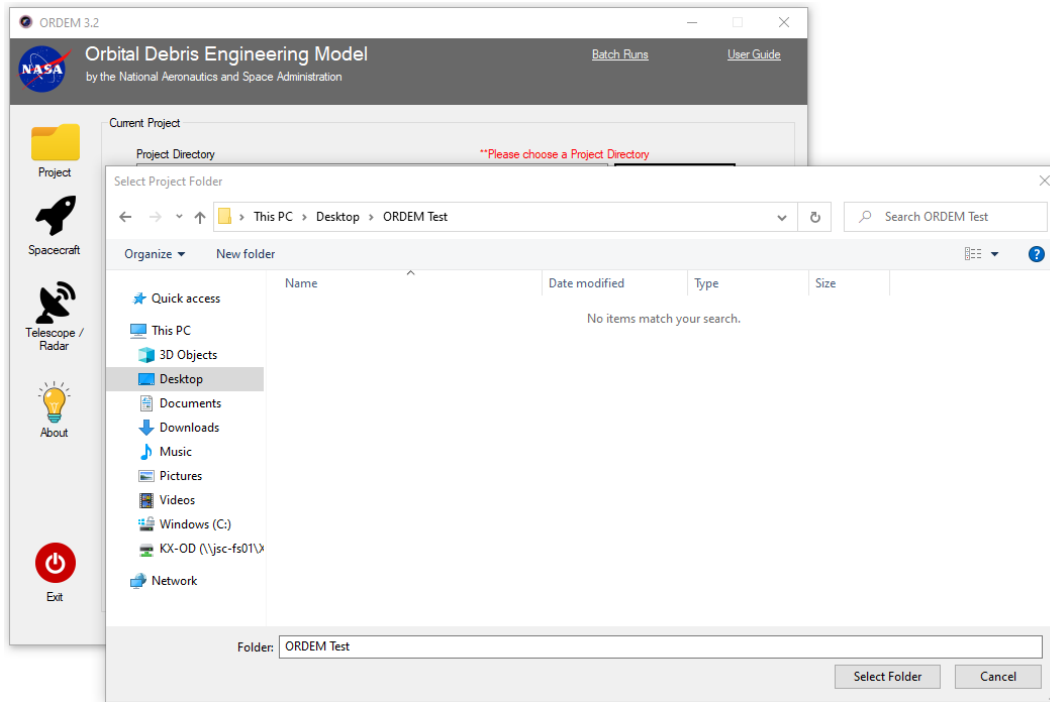 ORDEM 3.2
NASA
Orbital Debris Engineering Model
by the National Aeronautics and Space Administration
Batch Runs
User Guide
Current Project
Project Directory
**Please choose a Project Directory
Project
Spacecraft
Telescope /
Radar
About
Exit
Select Project Folder
This PC > Desktop > ORDEM Test
Search ORDEM Test
Organize
New folder
?
Name Date modified Type Size
No items match your search.
Quick access
This PC
3D Objects
Desktop
Documents
Downloads
Music
Pictures
Videos
Windows (C:)
KX-OD (\\jsc-fs01\X
Network
Folder: ORDEM Test
Select Folder Cancel